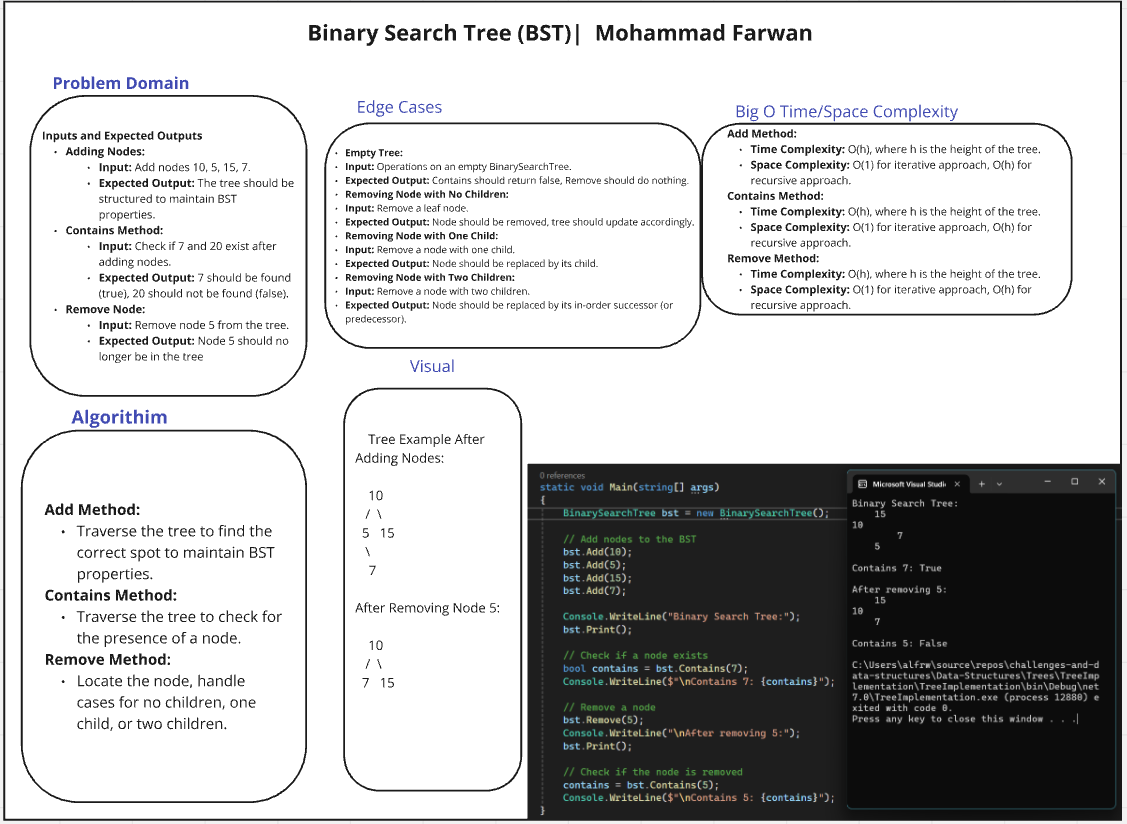 Binary Search Tree (BST)| Mohammad Farwan
Problem Domain
Inputs and Expected Outputs
• Adding Nodes:
• Input: Add nodes 10, 5, 15, 7.
• Expected Output: The tree should be
structured to maintain BST
properties.
• Contains Method:
• Input: Check if 7 and 20 exist after
adding nodes.
• Expected Output: 7 should be found
(true), 20 should not be found (false).
• Remove Node:
• Input: Remove node 5 from the tree.
• Expected Output: Node 5 should no
longer be in the tree
Edge Cases
• Empty Tree:
• Input: Operations on an empty BinarySearchTree.
• Expected Output: Contains should return false, Remove should do nothing.
• Removing Node with No Children:
• Input: Remove a leaf node.
• Expected Output: Node should be removed, tree should update accordingly.
• Removing Node with One Child:
• Input: Remove a node with one child.
• Expected Output: Node should be replaced by its child.
• Removing Node with Two Children:
• Input: Remove a node with two children.
• Expected Output: Node should be replaced by its in-order successor (or
predecessor).
Big O Time/Space Complexity
Add Method:
• Time Complexity: O(h), where h is the height of the tree.
• Space Complexity: O(1) for iterative approach, O(h) for
recursive approach.
Contains Method:
• Time Complexity: O(h), where h is the height of the tree.
• Space Complexity: O(1) for iterative approach, O(h) for
recursive approach.
Remove Method:
• Time Complexity: O(h), where h is the height of the tree.
• Space Complexity: O(1) for iterative approach, O(h) for
recursive approach.
Algorithim
Add Method:
• Traverse the tree to find the
correct spot to maintain BST
properties.
Contains Method:
• Traverse the tree to check for
the presence of a node.
Remove Method:
• Locate the node, handle
cases for no children, one
child, or two children.
Visual
Tree Example After
Adding Nodes:
10
/ \
5 15
\
7
After Removing Node 5:
10
/ \
7 15
0 references
static void Main(string[] args)
{
BinarySearchTree bst = new BinarySearchTree();
// Add nodes to the BST
bst.Add(10);
bst.Add(5);
bst.Add(15);
bst.Add(7);
Console.WriteLine("Binary Search Tree:");
bst.Print();
// Check if a node exists
bool contains = bst.Contains(7);
Console.WriteLine($"\nContains 7: {contains}");
// Remove a node
bst.Remove(5);
Console.WriteLine("\nAfter removing 5:");
bst.Print();
// Check if the node is removed
contains = bst.Contains(5);
Console.WriteLine($"\nContains 5: {contains}");
}
Microsoft Visual Studi
Binary Search Tree:
15
10
7
5
Contains 7: True
After removing 5:
15
10
7
Contains 5: False
C:\Users\alfrw\source\repos\challenges-and-d
ata-structures\Data-Structures\Trees\TreeImp
lementation\TreeImplementation\bin\Debug\net
7.0\TreeImplementation.exe (process 12880) e
xited with code 0.
Press any key to close this window . . .